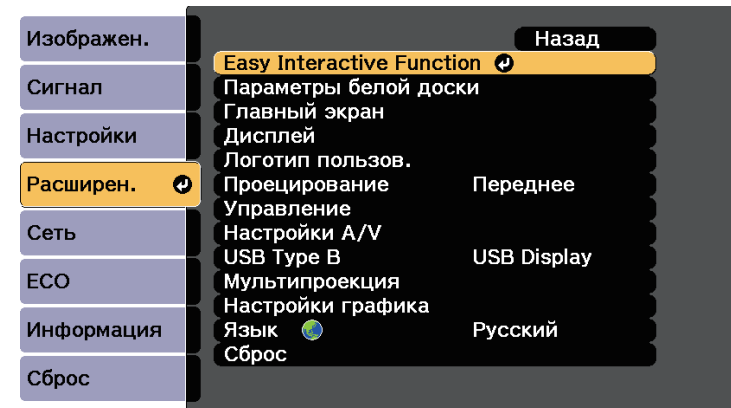 Изображен.
Сигнал
Настройки
Расширен.
Сеть
ECO
Информация
Сброс
Назад
Easy Interactive Function
Параметры белой доски
Главный экран
Дисплей
Логотип пользов.
Проецирование Переднее
Управление
Настройки A/V
USB Type B USB Display
Мультипроекция
Настройки графика
Язык Русский
Сброс